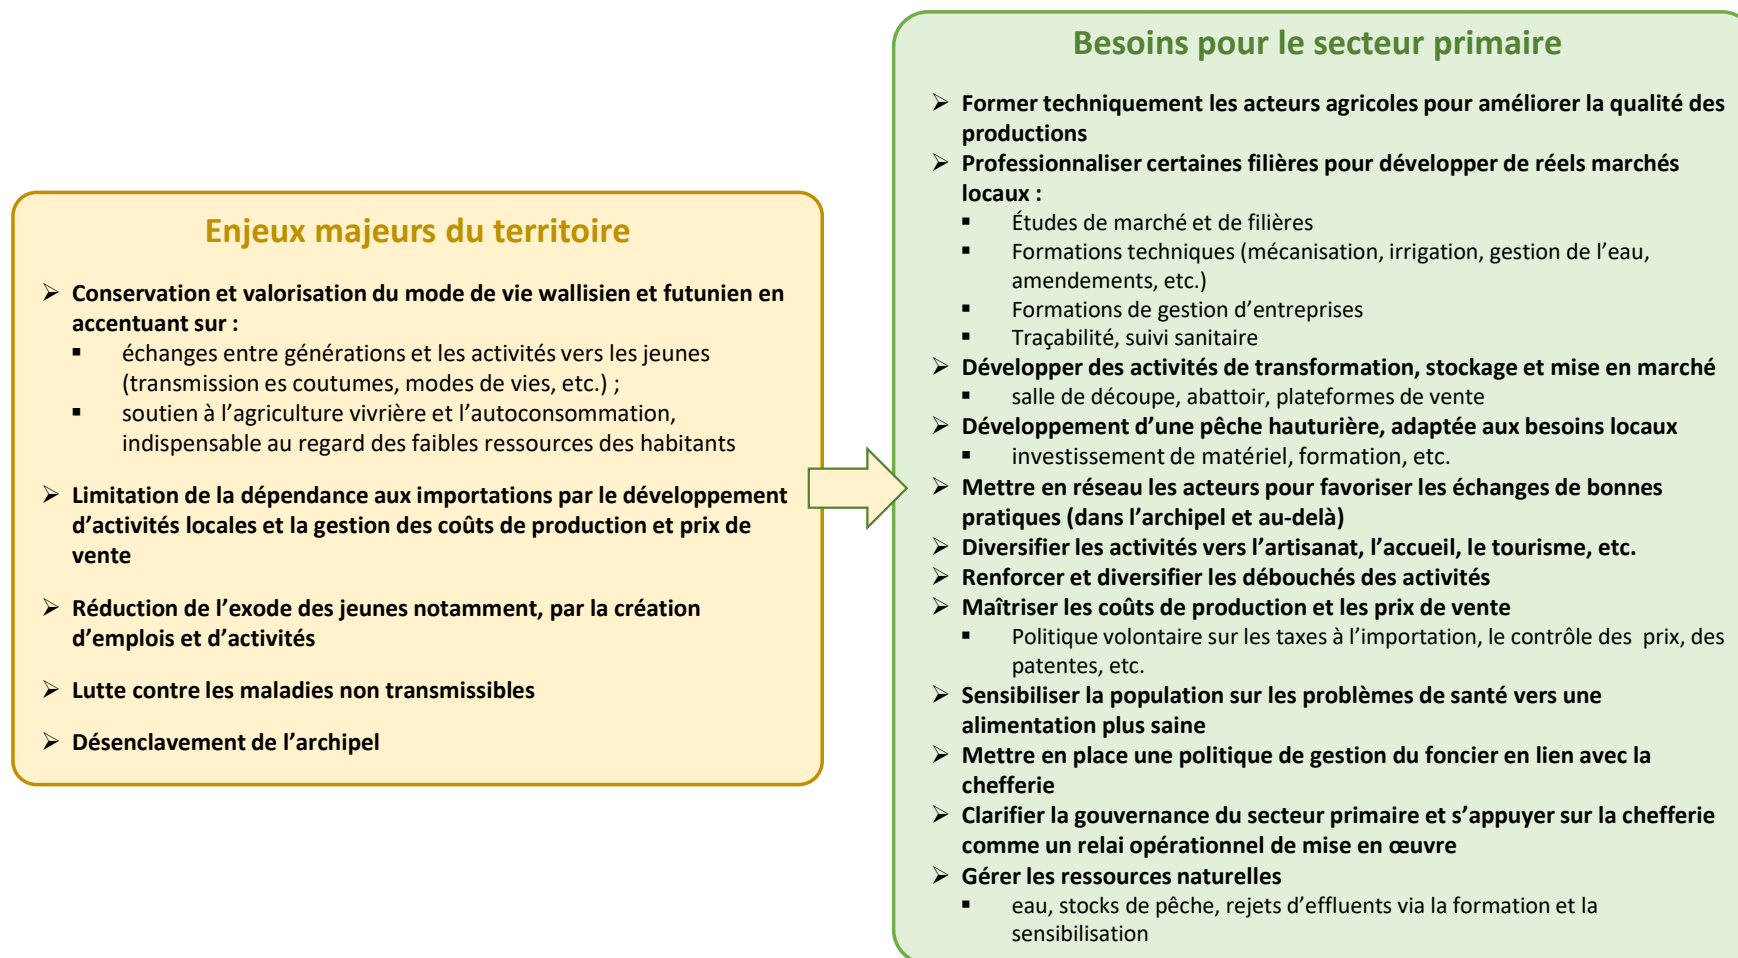 Enjeux majeurs du territoire
➢ Conservation et valorisation du mode de vie wallisien et futunien en
accentuant sur :
▪ échanges entre générations et les activités vers les jeunes
(transmission es coutumes, modes de vies, etc.) ;
▪ soutien à l’agriculture vivrière et l’autoconsommation,
indispensable au regard des faibles ressources des habitants
➢ Limitation de la dépendance aux importations par le développement
d’activités locales et la gestion des coûts de production et prix de
vente
➢ Réduction de l’exode des jeunes notamment, par la création
d’emplois et d’activités
➢ Lutte contre les maladies non transmissibles
➢ Désenclavement de l’archipel
Besoins pour le secteur primaire
➢ Former techniquement les acteurs agricoles pour améliorer la qualité des
productions
➢ Professionnaliser certaines filières pour développer de réels marchés
locaux :
▪ Études de marché et de filières
▪ Formations techniques (mécanisation, irrigation, gestion de l’eau,
amendements, etc.)
▪ Formations de gestion d’entreprises
▪ Traçabilité, suivi sanitaire
➢ Développer des activités de transformation, stockage et mise en marché
▪ salle de découpe, abattoir, plateformes de vente
➢ Développement d’une pêche hauturière, adaptée aux besoins locaux
▪ investissement de matériel, formation, etc.
➢ Mettre en réseau les acteurs pour favoriser les échanges de bonnes
pratiques (dans l’archipel et au-delà)
➢ Diversifier les activités vers l’artisanat, l’accueil, le tourisme, etc.
➢ Renforcer et diversifier les débouchés des activités
➢ Maîtriser les coûts de production et les prix de vente
▪ Politique volontaire sur les taxes à l’importation, le contrôle des prix, des
patentes, etc.
➢ Sensibiliser la population sur les problèmes de santé vers une
alimentation plus saine
➢ Mettre en place une politique de gestion du foncier en lien avec la
chefferie
➢ Clarifier la gouvernance du secteur primaire et s’appuyer sur la chefferie
comme un relai opérationnel de mise en œuvre
➢ Gérer les ressources naturelles
▪ eau, stocks de pêche, rejets d’effluents via la formation et la
sensibilisation